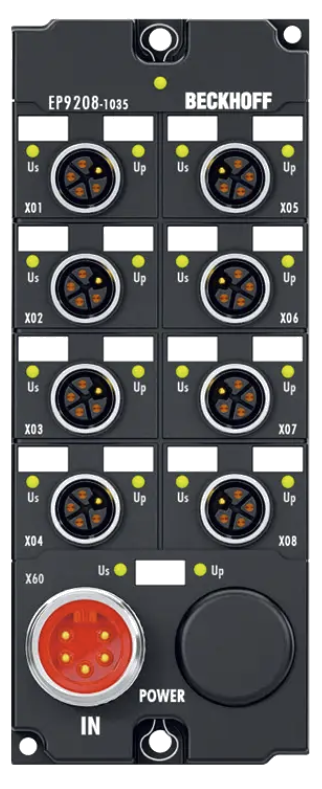 EP9208-1035 BECKHOFF
Us Up Us Up
X01 X05
Us Up Us Up
X02 X06
Us Up Us Up
X03 X07
Us Up Us Up
X04 X08
X60 Us Up
POWER
IN